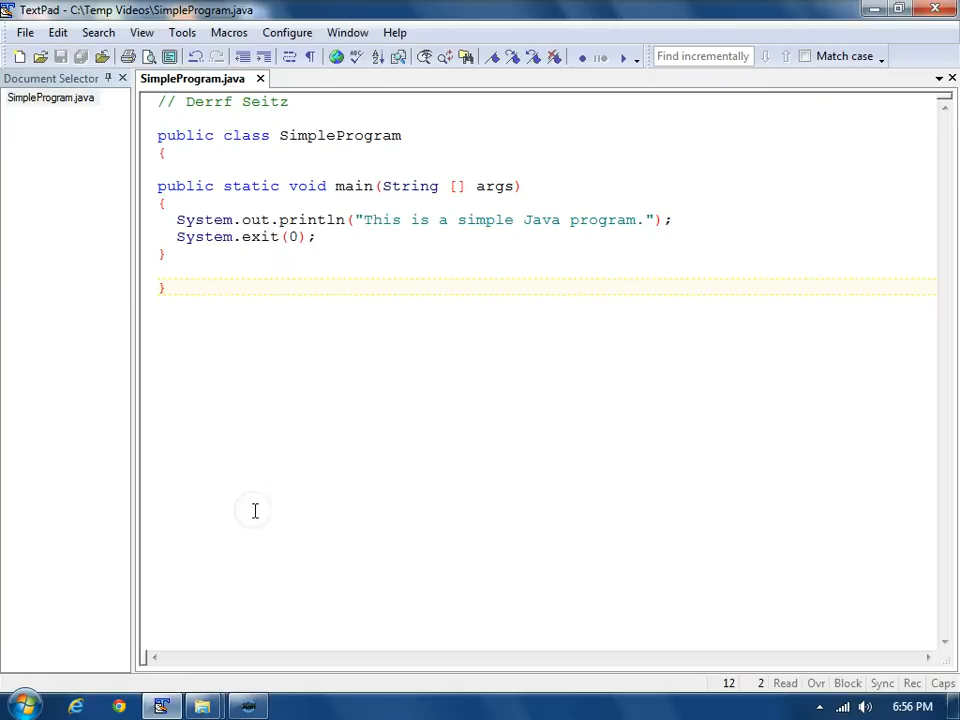 TextPad - C:\Temp Videos\SimpleProgram.java
File Edit Search View Tools Macros Configure Window Help
Find incrementally Match case
Document Selector
SimpleProgram.java
SimpleProgram.java
// Derrf Seitz
public class SimpleProgram
{
public static void main(String [] args)
{
System.out.println("This is a simple Java program.");
System.exit(0);
}
}
12 2 Read Ovr Block Sync Rec Caps
6:56 PM